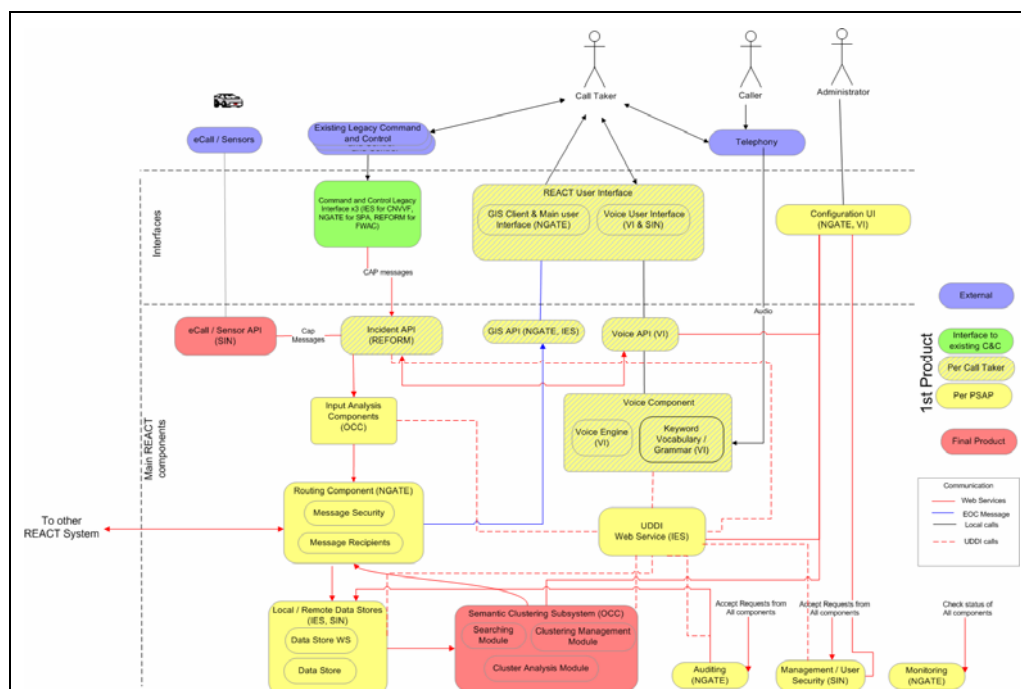 Call Taker
Caller
Administrator
eCall / Sensors
Existing Legacy Command
and Control
Telephony
Interfaces
Command and Control Legacy
Interface x3 (IES for CNVVF,
NGATE for SPA, REFORM for
FWAC)
REACT User Interface
GIS Client & Main user
Interface (NGATE)
Voice User Interface
(VI & SIN)
Configuration UI
(NGATE, VI)
CAP messages
Audio
eCall / Sensor API
(SIN)
Cap
Messages
Incident API
(REFORM)
GIS API (NGATE, IES)
Voice API (VI)
External
Interface to
existing C&C
Per Call Taker
Per PSAP
1st Product
Final Product
Main REACT
components
Input Analysis
Components
(OCC)
Voice Component
Voice Engine
(VI)
Keyword
Vocabulary /
Grammar (VI)
Communication
Web Services
EOC Message
Local calls
UDDI calls
Routing Component (NGATE)
Message Security
Message Recipients
To other
REACT System
UDDI
Web Service (IES)
Local / Remote Data Stores
(IES, SIN)
Data Store WS
Data Store
Semantic Clustering Subsystem (OCC)
Searching
Module
Clustering Management
Module
Cluster Analysis Module
Accept Requests from
All components
Accept Requests from
All components
Check status of
All components
Auditing
(NGATE)
Management / User
Security (SIN)
Monitoring
(NGATE)